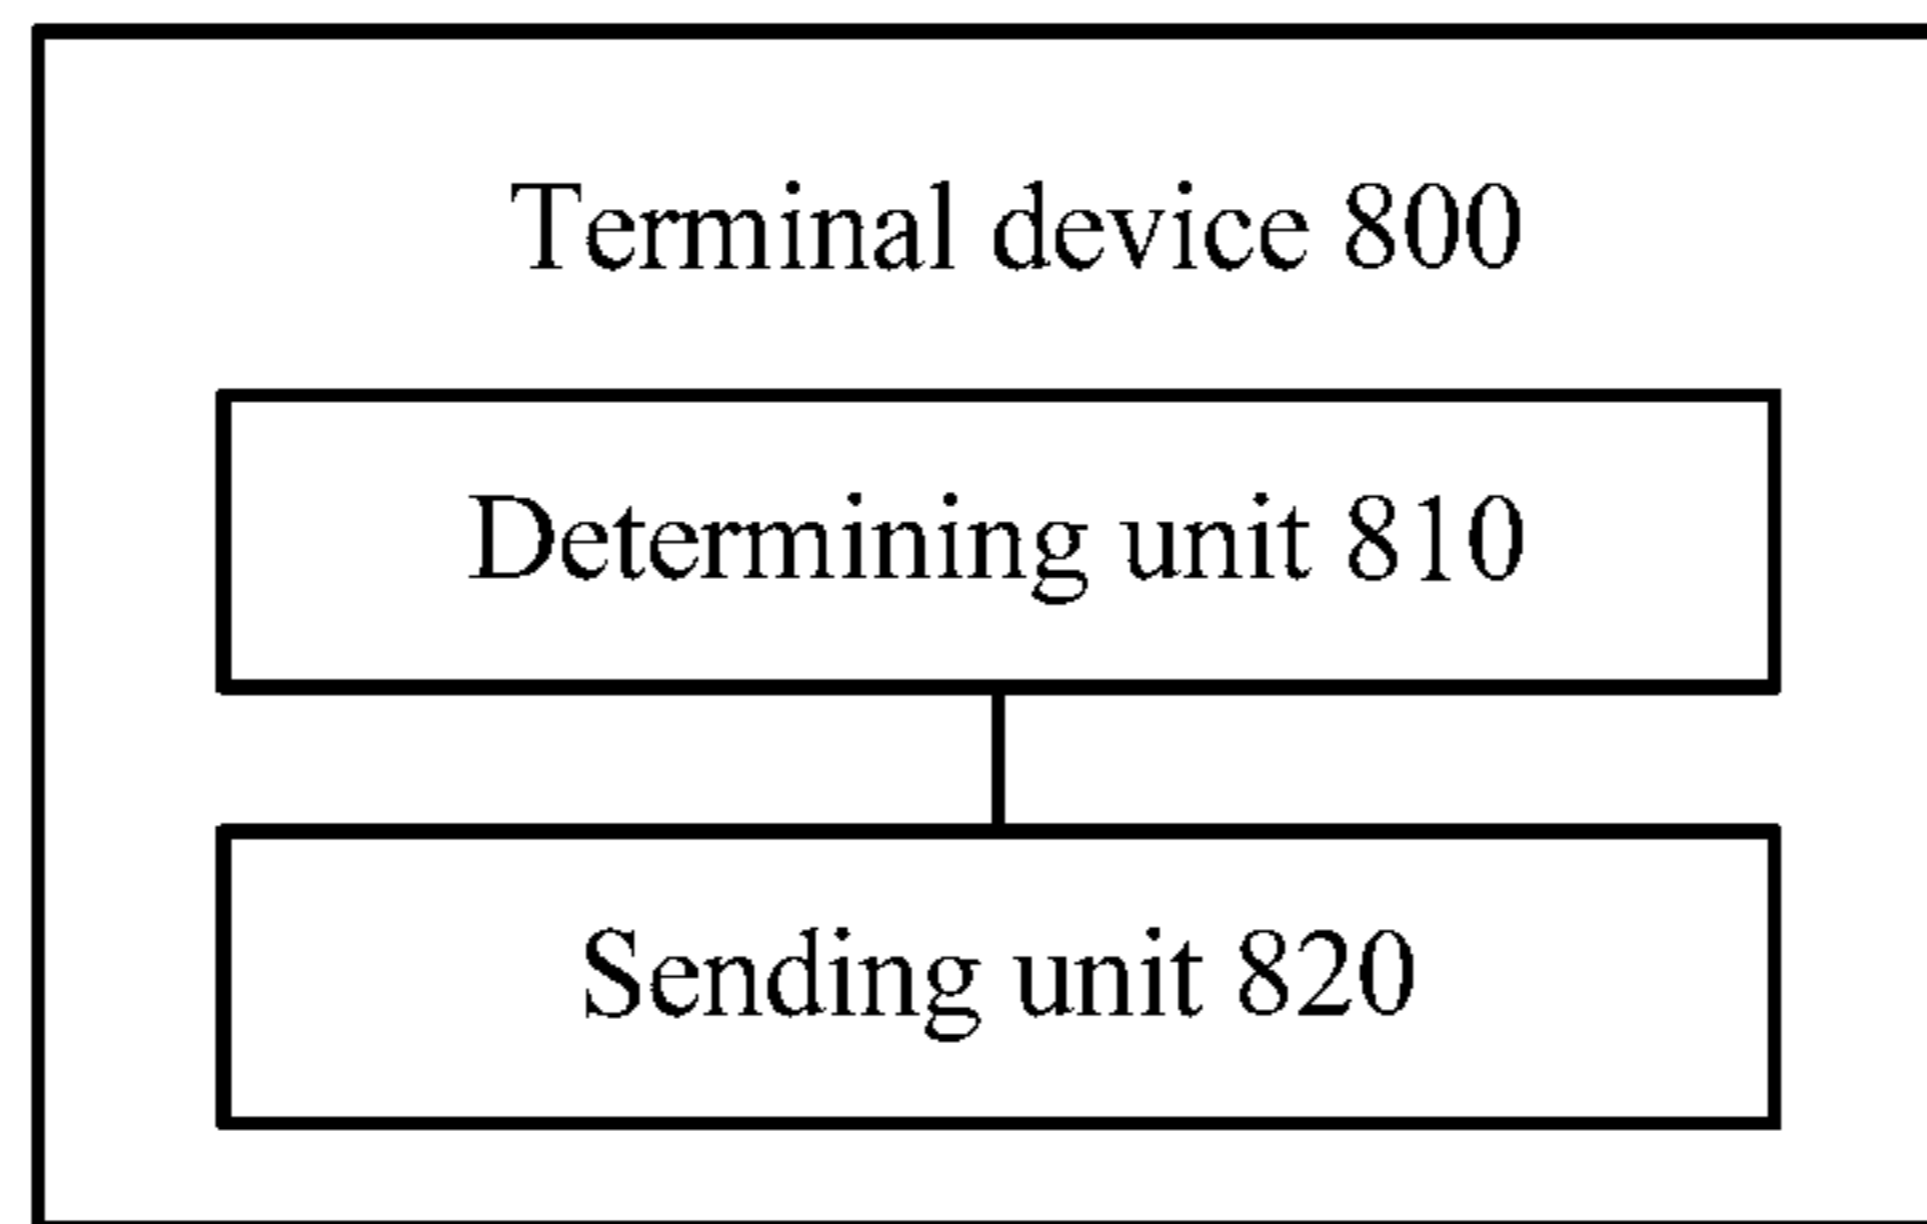 Terminal device 800
Determining unit 810
Sending unit 820